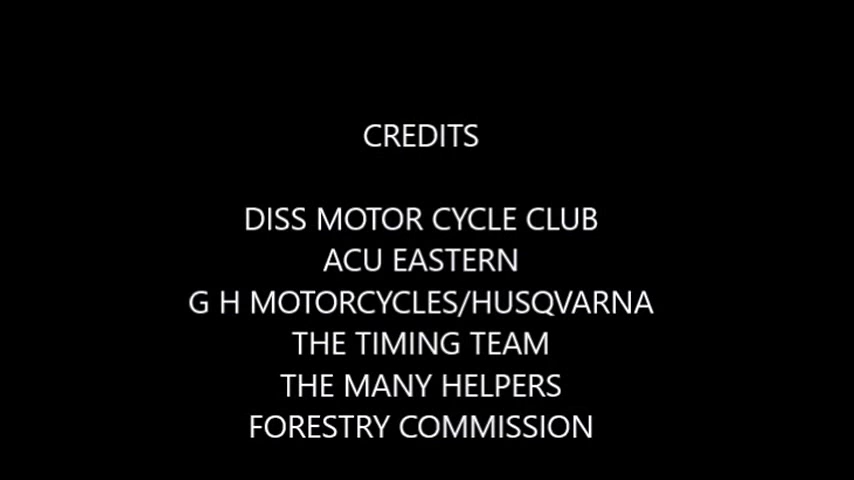 CREDITS
DISS MOTOR CYCLE CLUB
ACU EASTERN
G H MOTORCYCLES/HUSQVARNA
THE TIMING TEAM
THE MANY HELPERS
FORESTRY COMMISSION